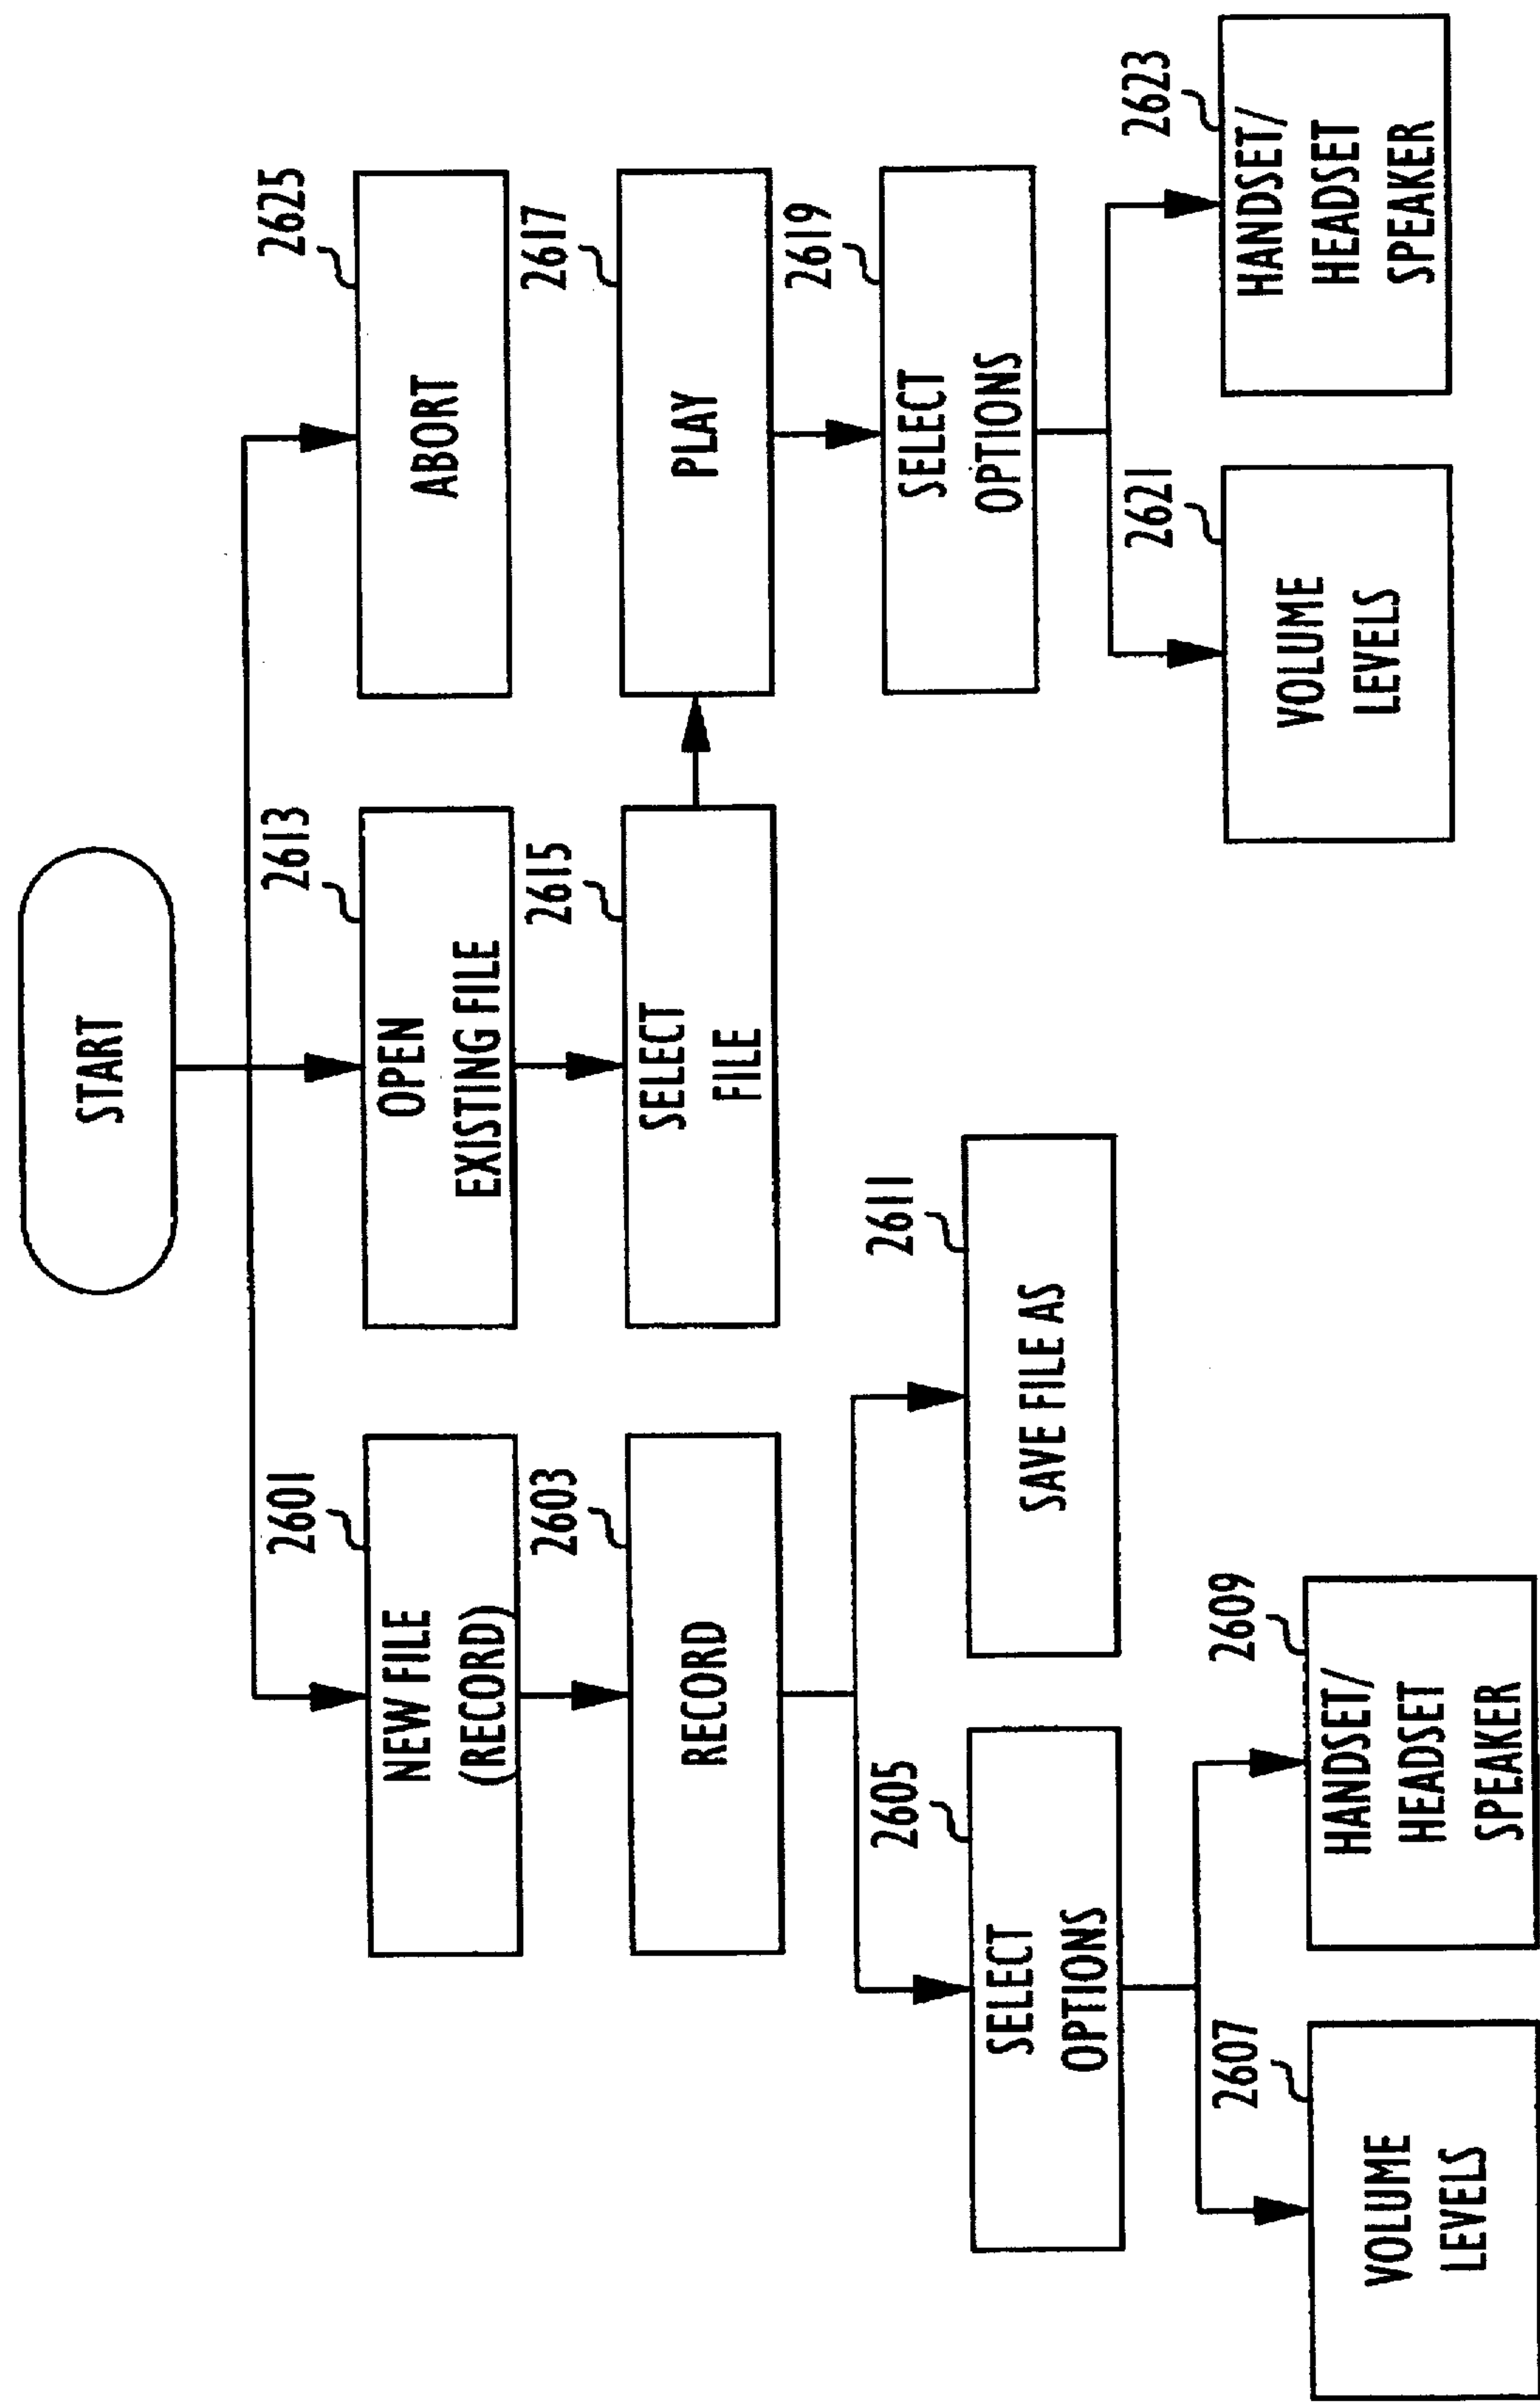 START
2601
NEW FILE
(RECORD)
2613
OPEN
EXISTING FILE
2625
ABORT
2603
RECORD
2615
SELECT
FILE
2617
PLAY
2605
SELECT
OPTIONS
2611
SAVE FILE AS
2619
SELECT
OPTIONS
2607
VOLUME
LEVELS
2609
HANDSET/
HEADSET
SPEAKER
2621
VOLUME
LEVELS
2623
HANDSET/
HEADSET
SPEAKER